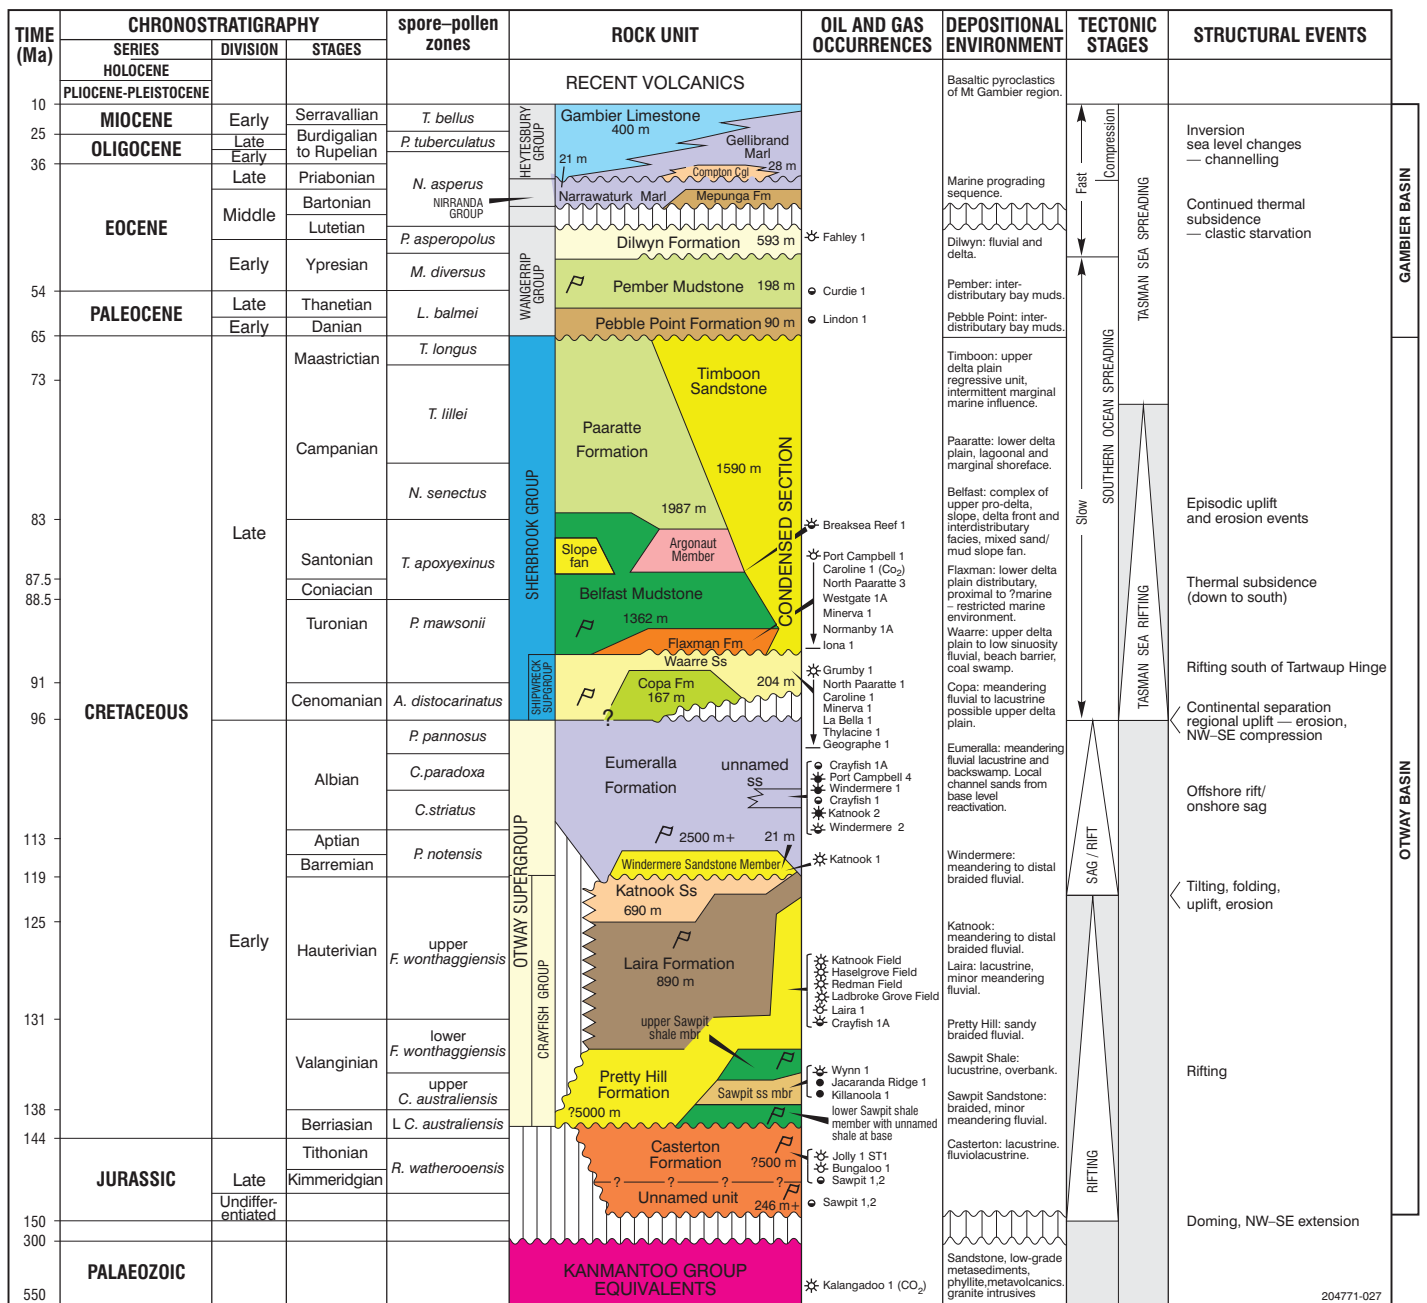 TIME
(Ma)
CHRONOSTRATIGRAPHY
SERIES
DIVISION
STAGES
spore–pollen
zones
ROCK UNIT
OIL AND GAS
OCCURRENCES
DEPOSITIONAL
ENVIRONMENT
TECTONIC
STAGES
STRUCTURAL EVENTS
10
25
36
54
65
73
83
87.5
88.5
91
96
113
119
125
131
138
144
150
300
550
HOLOCENE
PLIOCENE-PLEISTOCENE
MIOCENE
OLIGOCENE
EOCENE
PALEOCENE
CRETACEOUS
JURASSIC
PALAEOZOIC
Early
Late
Early
Late
Middle
Early
Late
Early
Late
Early
Late
Undiffer-
entiated
Serravallian
Burdigalian
to Rupelian
Priabonian
Bartonian
Lutetian
Ypresian
Thanetian
Danian
Maastrictian
Campanian
Santonian
Coniacian
Turonian
Cenomanian
Albian
Aptian
Barremian
Hauterivian
Valanginian
Berriasian
Tithonian
Kimmeridgian
T. bellus
P. tuberculatus
N. asperus
P. asperopolus
M. diversus
L. balmei
T. longus
T. lillei
N. senectus
T. apoxyexinus
P. mawsonii
A. distocarinatus
P. pannosus
C.paradoxa
C.striatus
P. notensis
upper
F. wonthaggiensis
lower
F. wonthaggiensis
upper
C. australiensis
L C. australiensis
R. watherooensis
HEYTESBURY
GROUP
NIRRANDA
GROUP
WANGERRIP
GROUP
SHERBROOK GROUP
SHIPWRECK
SUPGROUP
OTWAY SUPERGROUP
CRAYFISH GROUP
RECENT VOLCANICS
Gambier Limestone
400 m
Gellibrand
Marl
21 m
28 m
Compton Cgl
Narrawaturk Marl
Mepunga Fm
Dilwyn Formation 593 m
Pember Mudstone 198 m
Pebble Point Formation 90 m
Timboon
Sandstone
Paaratte
Formation
1590 m
1987 m
CONDENSED SECTION
Slope
fan
Argonaut
Member
Belfast Mudstone
1362 m
Flaxman Fm
Waarre Ss
Copa Fm
167 m
204 m
?
Eumeralla
Formation
unnamed
ss
2500 m+
21 m
Windermere Sandstone Member
Katnook Ss
690 m
Laira Formation
890 m
upper Sawpit
shale mbr
Pretty Hill
Formation
?5000 m
Sawpit ss mbr
lower Sawpit shale
member with unnamed
shale at base
Casterton
Formation
?500 m
? ? ? ?
Unnamed unit
246 m+
KANMANTOO GROUP
EQUIVALENTS
Fahley 1
Curdie 1
Lindon 1
Breaksea Reef 1
Port Campbell 1
Caroline 1 (Co2)
North Paaratte 3
Westgate 1A
Minerva 1
Normanby 1A
Iona 1
Grumby 1
North Paaratte 1
Caroline 1
Minerva 1
La Bella 1
Thylacine 1
Geographe 1
Crayfish 1A
Port Campbell 4
Windermere 1
Crayfish 1
Katnook 2
Windermere 2
Katnook 1
Katnook Field
Haselgrove Field
Redman Field
Ladbroke Grove Field
Laira 1
Crayfish 1A
Wynn 1
Jacaranda Ridge 1
Killanoola 1
Jolly 1 ST1
Bungaloo 1
Sawpit 1,2
Sawpit 1,2
Kalangadoo 1 (CO2)
Basaltic pyroclastics
of Mt Gambier region.
Marine prograding
sequence.
Dilwyn: fluvial and
delta.
Pember: inter-
distributary bay muds.
Pebble Point: inter-
distributary bay muds.
Timboon: upper
delta plain
regressive unit,
intermittent marginal
marine influence.
Paaratte: lower delta
plain, lagoonal and
marginal shoreface.
Belfast: complex of
upper pro-delta,
slope, delta front and
interdistributary
facies, mixed sand/
mud slope fan.
Flaxman: lower delta
plain distributary,
proximal to ?marine
– restricted marine
environment.
Waarre: upper delta
plain to low sinuosity
fluvial, beach barrier,
coal swamp.
Copa: meandering
fluvial to lacustrine
possible upper delta
plain.
Eumeralla: meandering
fluvial lacustrine and
backswamp. Local
channel sands from
base level
reactivation.
Windermere:
meandering to distal
braided fluvial.
Katnook:
meandering to distal
braided fluvial.
Laira: lacustrine,
minor meandering
fluvial.
Pretty Hill: sandy
braided fluvial.
Sawpit Shale:
lucustrine, overbank.
Sawpit Sandstone:
braided, minor
meandering fluvial.
Casterton: lacustrine.
fluviolacustrine.
Sandstone, low-grade
metasediments,
phyllite,metavolcanics.
granite intrusives
Fast
Compression
Slow
SOUTHERN OCEAN SPREADING
TASMAN SEA SPREADING
TASMAN SEA RIFTING
SAG / RIFT
RIFTING
Inversion
sea level changes
— channelling
Continued thermal
subsidence
— clastic starvation
Episodic uplift
and erosion events
Thermal subsidence
(down to south)
Rifting south of Tartwaup Hinge
Continental separation
regional uplift — erosion,
NW–SE compression
Offshore rift/
onshore sag
Tilting, folding,
uplift, erosion
Rifting
Doming, NW–SE extension
GAMBIER BASIN
OTWAY BASIN
204771-027